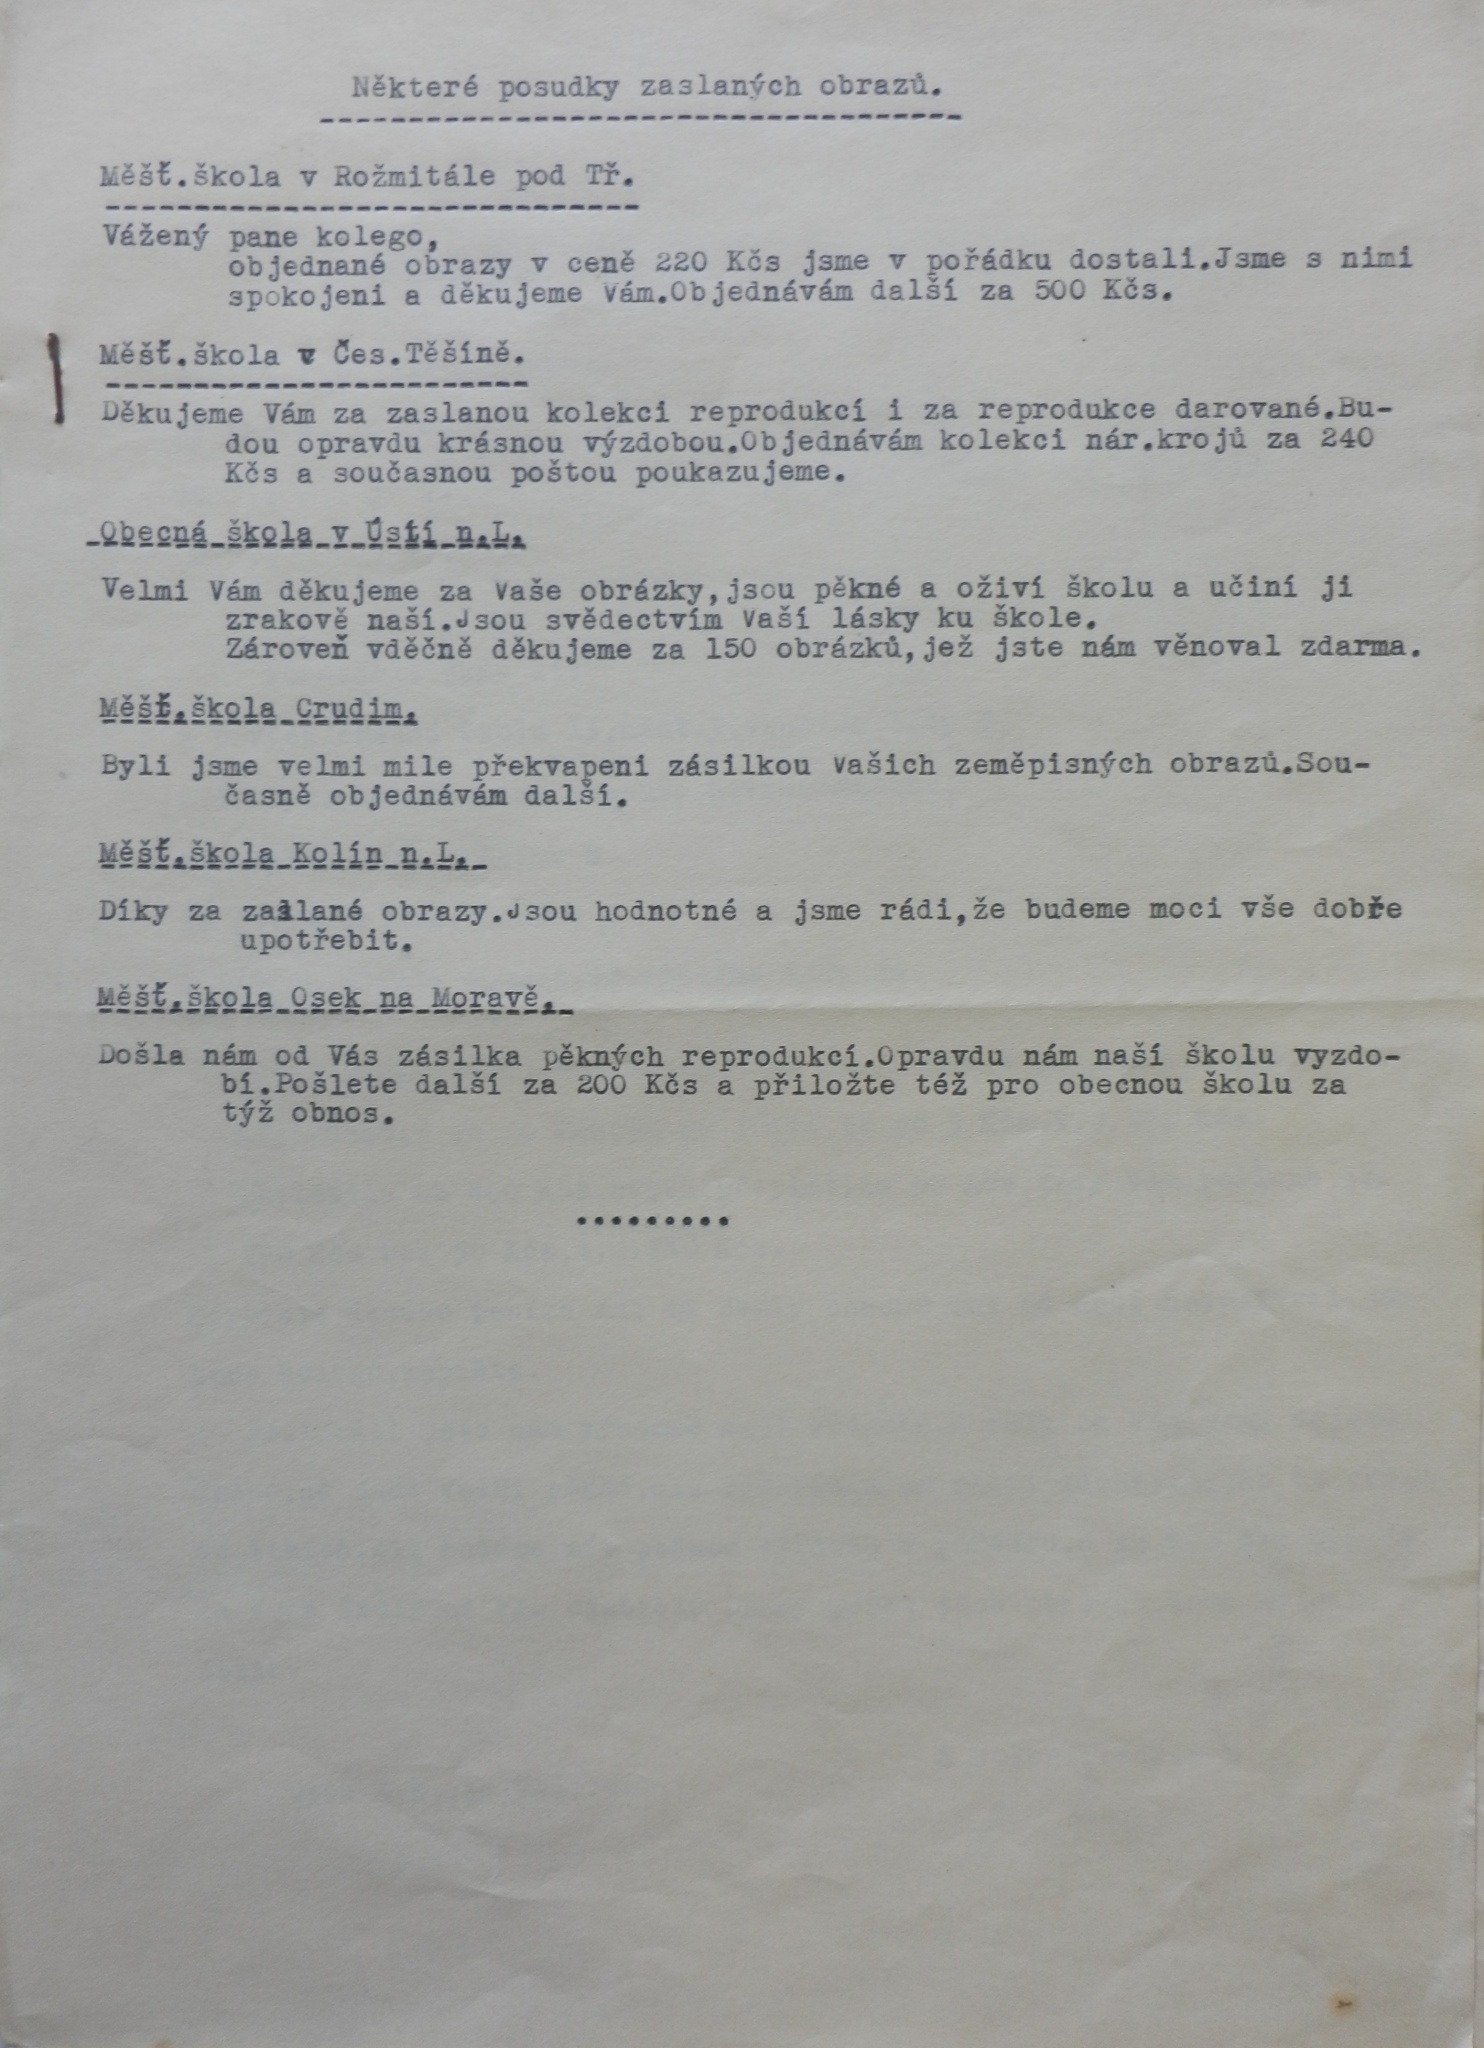 Některé posudky zaslaných obrazů.
Měšť.škola v Rožmitále pod Tř.
Vážený pane kolego,
objednané obrazy v ceně 220 Kčs jsme v pořádku dostali.Jsme s nimi
spokojeni a děkujeme Vám.Objednávám další za 500 Kčs.
Měšť.škola v Čes.Těšíně.
Děkujeme Vám za zaslanou kolekci reprodukcí i za reprodukce darované.Bu-
dou opravdu krásnou výzdobou.Objednávám kolekci nár.krojů za 240
Kčs a současnou poštou poukazujeme.
Obecná škola v Ústí n.L.
Velmi Vám děkujeme za Vaše obrázky,jsou pěkné a oživí školu a učiní ji
zrakově naší.Jsou svědectvím Vaší lásky ku škole.
Zároveň vděčně děkujeme za 150 obrázků,jež jste nám věnoval zdarma.
Měšť.škola Crudim.
Byli jsme velmi mile překvapeni zásilkou Vašich zeměpisných obrazů.Sou-
časně objednávám další.
Měšť.škola Kolín n.L.
Díky za zaslané obrazy.Jsou hodnotné a jsme rádi,že budeme moci vše dobře
upotřebit.
Měšť.škola Osek na Moravě.
Došla nám od Vás zásilka pěkných reprodukcí.Opravdu nám naší školu vyzdo-
bí.Pošlete další za 200 Kčs a přiložte též pro obecnou školu za
týž obnos.
.........